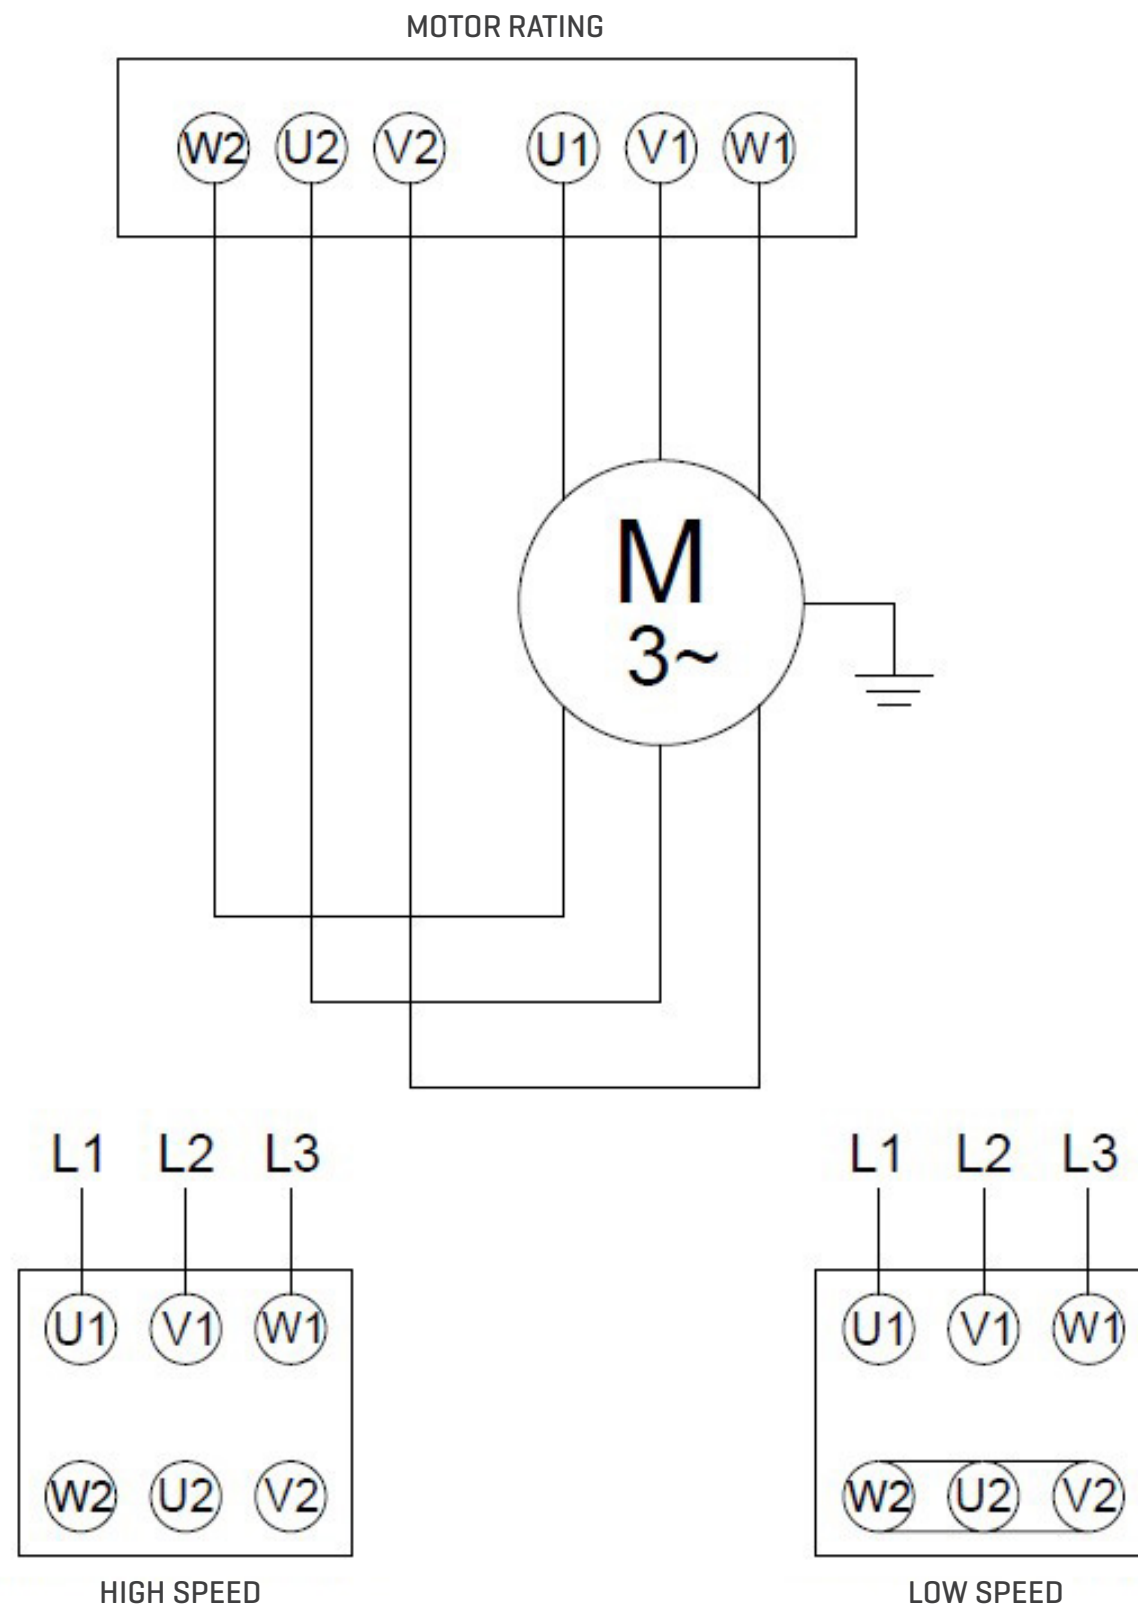 MOTOR RATING
W2 U2 V2 U1 V1 W1
M
3~
L1 L2 L3
U1 V1 W1
W2 U2 V2
HIGH SPEED
L1 L2 L3
U1 V1 W1
W2 U2 V2
LOW SPEED